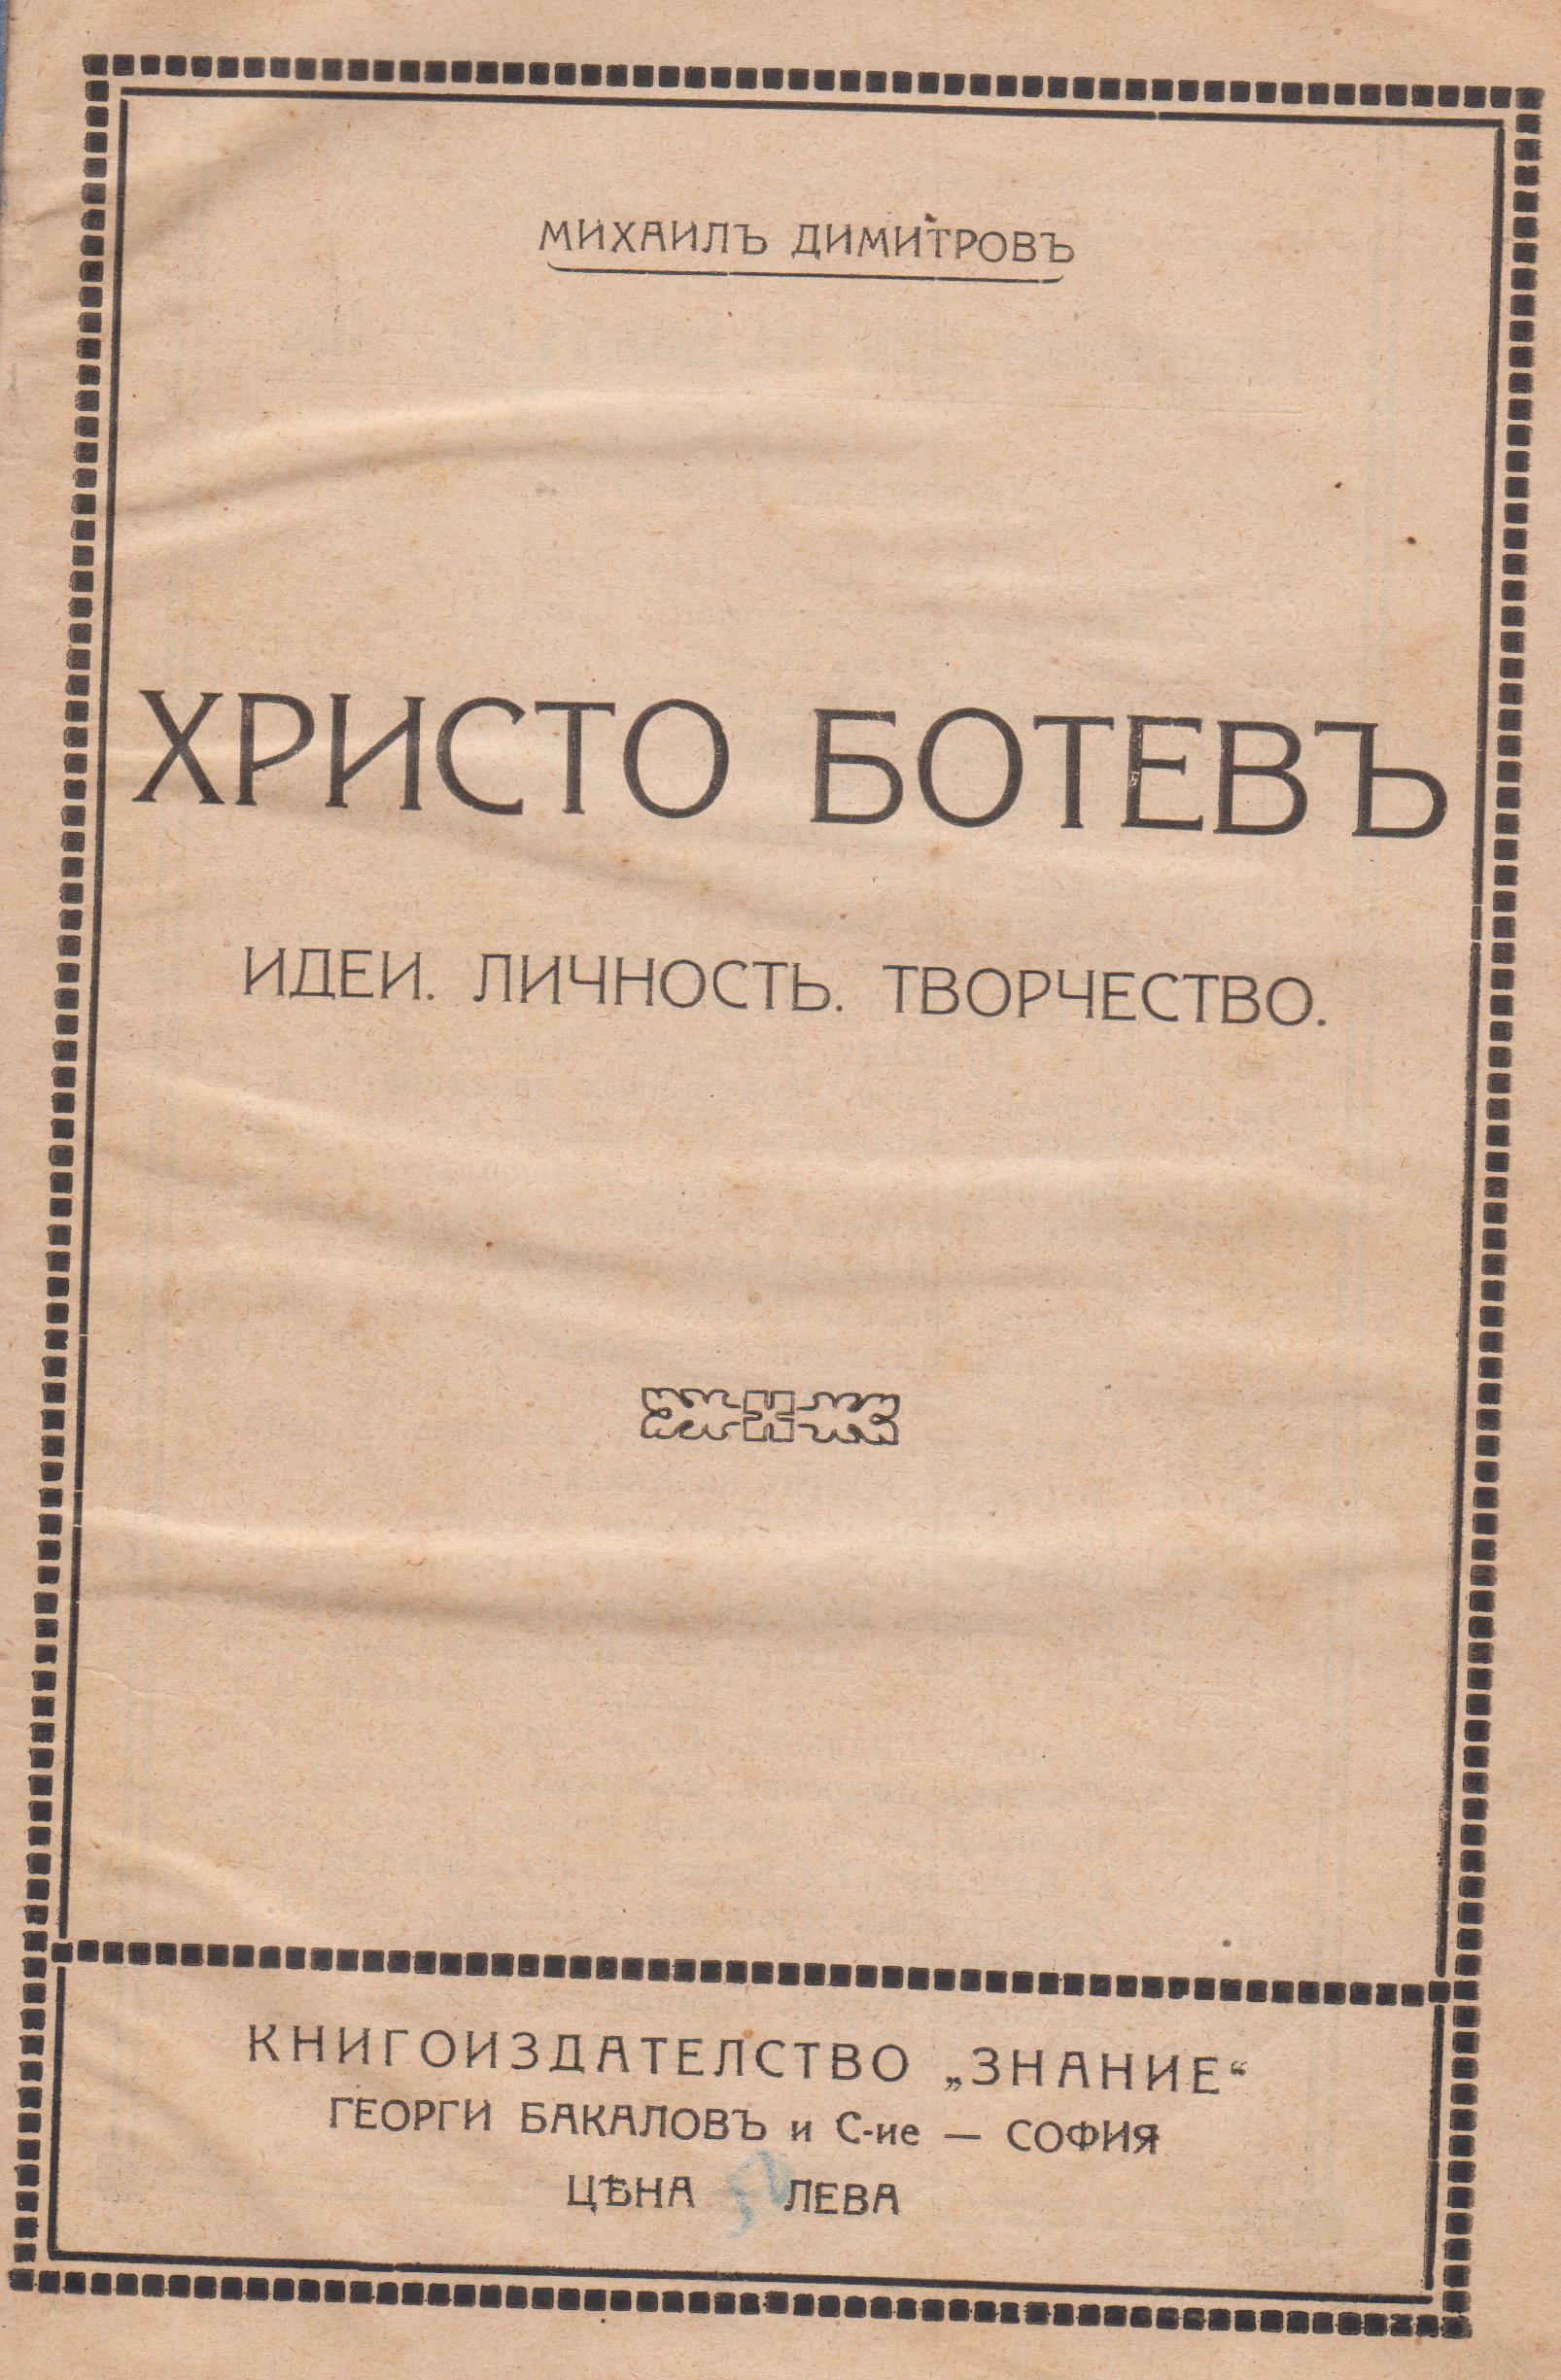 МИХАИЛЪ ДИМИТРОВЪ
ХРИСТО БОТЕВЪ
ИДЕИ. ЛИЧНОСТЬ. ТВОРЧЕСТВО.
КНИГОИЗДАТЕЛСТВО „ЗНАНИЕ“
ГЕОРГИ БАКАЛОВЪ и С-ие — СОФИЯ
ЦѢНА ЛЕВА